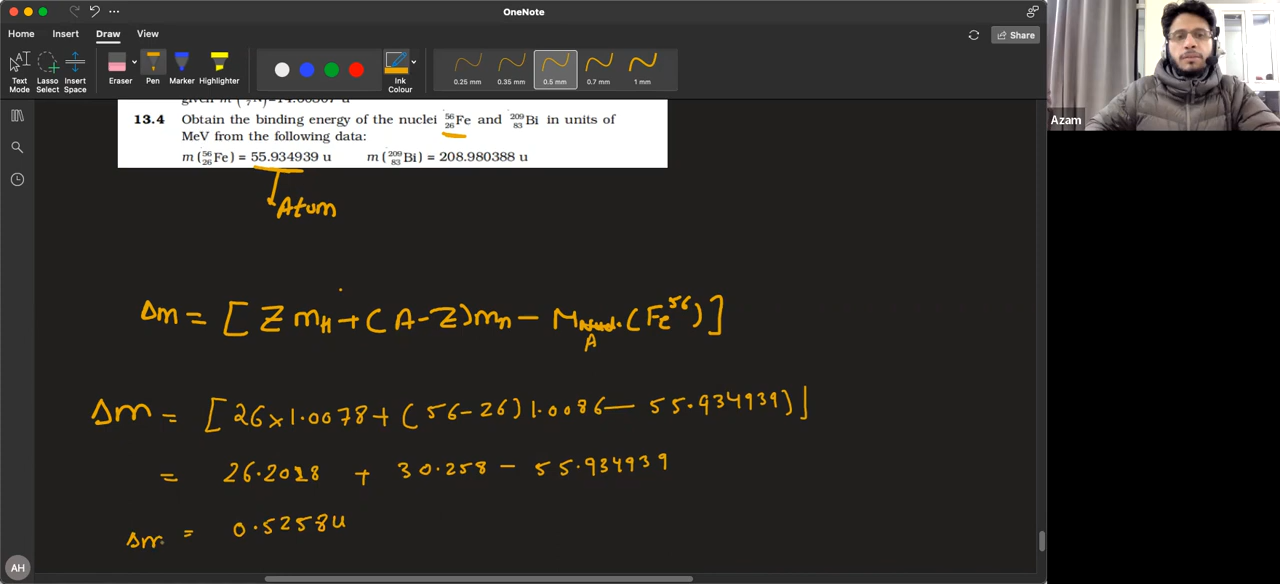 OneNote
Home Insert Draw View
Share
Text Mode Lasso Select Insert Space Eraser Pen Marker Highlighter Ink Colour 0.25 mm 0.35 mm 0.5 mm 0.7 mm 1 mm
13.4 Obtain the binding energy of the nuclei ⁵⁶₂₆Fe and ²⁰⁹₈₃Bi in units of
MeV from the following data:
m (⁵⁶₂₆Fe) = 55.934939 u m (²⁰⁹₈₃Bi) = 208.980388 u
Atom
Δm = [Z mH + (A-Z)mn - M A (Fe⁵⁶)]
Δm = [26×1.0078 + (56-26)1.0086 - 55.934939)]
= 26.2028 + 30.258 - 55.934939
Δm = 0.5258u
Azam
AH